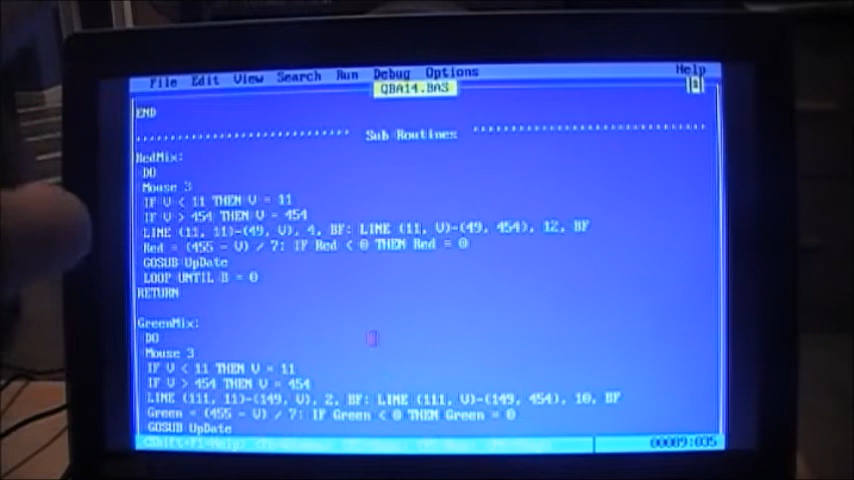 File Edit View Search Run Debug Options Help
QBA14.BAS
END
Sub Routines
RedMix:
DO
Mouse 3
IF V < 11 THEN V = 11
IF V > 454 THEN V = 454
LINE (11, 11)-(49, V), 4, BF: LINE (11, V)-(49, 454), 12, BF
Red = (455 - V) / 7: IF Red < 0 THEN Red = 0
GOSUB UpDate
LOOP UNTIL B = 0
RETURN
GreenMix:
DO
Mouse 3
IF V < 11 THEN V = 11
IF V > 454 THEN V = 454
LINE (111, 11)-(149, V), 2, BF: LINE (111, V)-(149, 454), 10, BF
Green = (455 - V) / 7: IF Green < 0 THEN Green = 0
GOSUB UpDate
<Shift+F1=Help> 00089:035